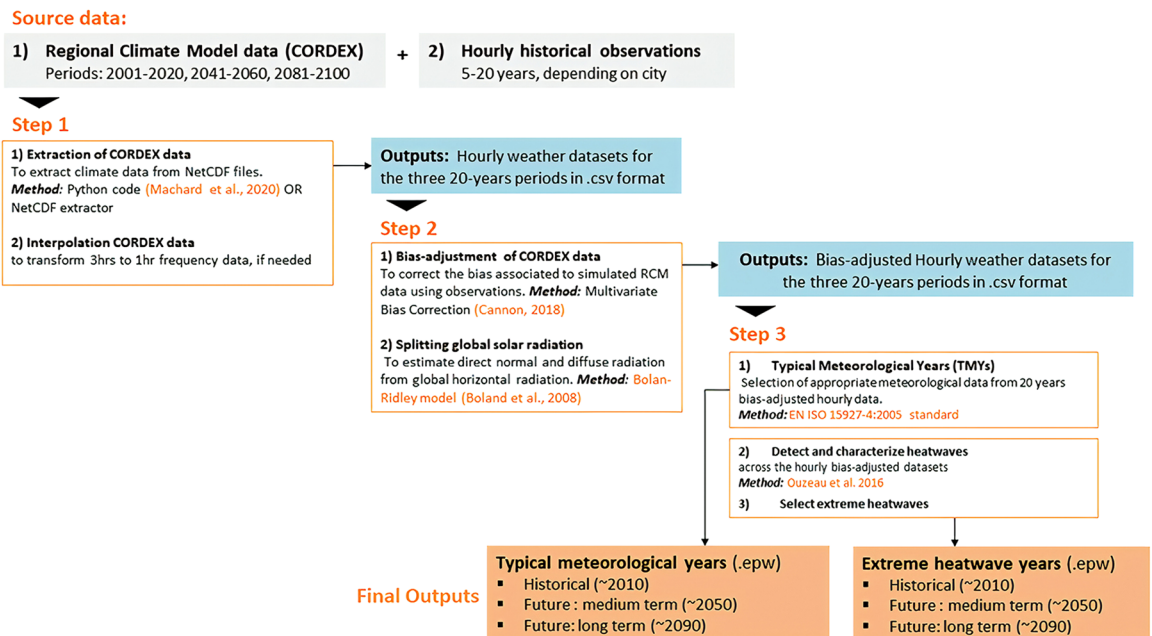 Source data:
1) Regional Climate Model data (CORDEX)
Periods: 2001-2020, 2041-2060, 2081-2100
+
2) Hourly historical observations
5-20 years, depending on city
Step 1
1) Extraction of CORDEX data
To extract climate data from NetCDF files.
Method: Python code (Machard et al., 2020) OR
NetCDF extractor
2) Interpolation CORDEX data
to transform 3hrs to 1hr frequency data, if needed
Outputs: Hourly weather datasets for
the three 20-years periods in .csv format
Step 2
1) Bias-adjustment of CORDEX data
To correct the bias associated to simulated RCM
data using observations. Method: Multivariate
Bias Correction (Cannon, 2018)
2) Splitting global solar radiation
To estimate direct normal and diffuse radiation
from global horizontal radiation. Method: Bolan-
Ridley model (Boland et al., 2008)
Outputs: Bias-adjusted Hourly weather datasets for
the three 20-years periods in .csv format
Step 3
1) Typical Meteorological Years (TMYs)
Selection of appropriate meteorological data from 20 years
bias-adjusted hourly data.
Method: EN ISO 15927-4:2005 standard
2) Detect and characterize heatwaves
across the hourly bias-adjusted datasets
Method: Ouzeau et al. 2016
3) Select extreme heatwaves
Final Outputs
Typical meteorological years (.epw)
▪ Historical (~2010)
▪ Future : medium term (~2050)
▪ Future: long term (~2090)
Extreme heatwave years (.epw)
▪ Historical (~2010)
▪ Future : medium term (~2050)
▪ Future: long term (~2090)